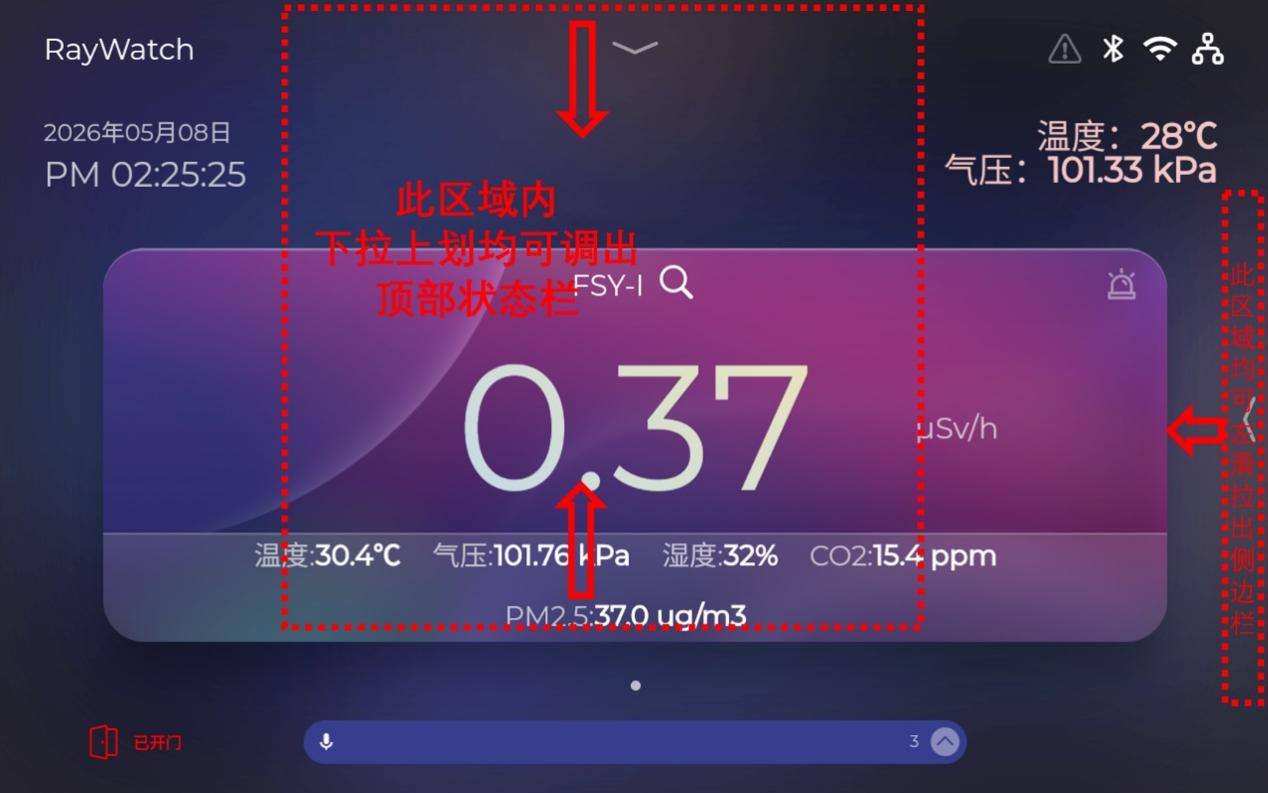 RayWatch
2026年05月08日
PM 02:25:25
温度：28℃
气压：101.33 kPa
此区域内
下拉上划均可调出
顶部状态栏
FSY-I
0.37
μSv/h
温度:30.4℃ 气压:101.76 kPa 湿度:32% CO2:15.4 ppm
PM2.5:37.0 ug/m3
此区域均可左滑拉出侧边栏
已开门
3